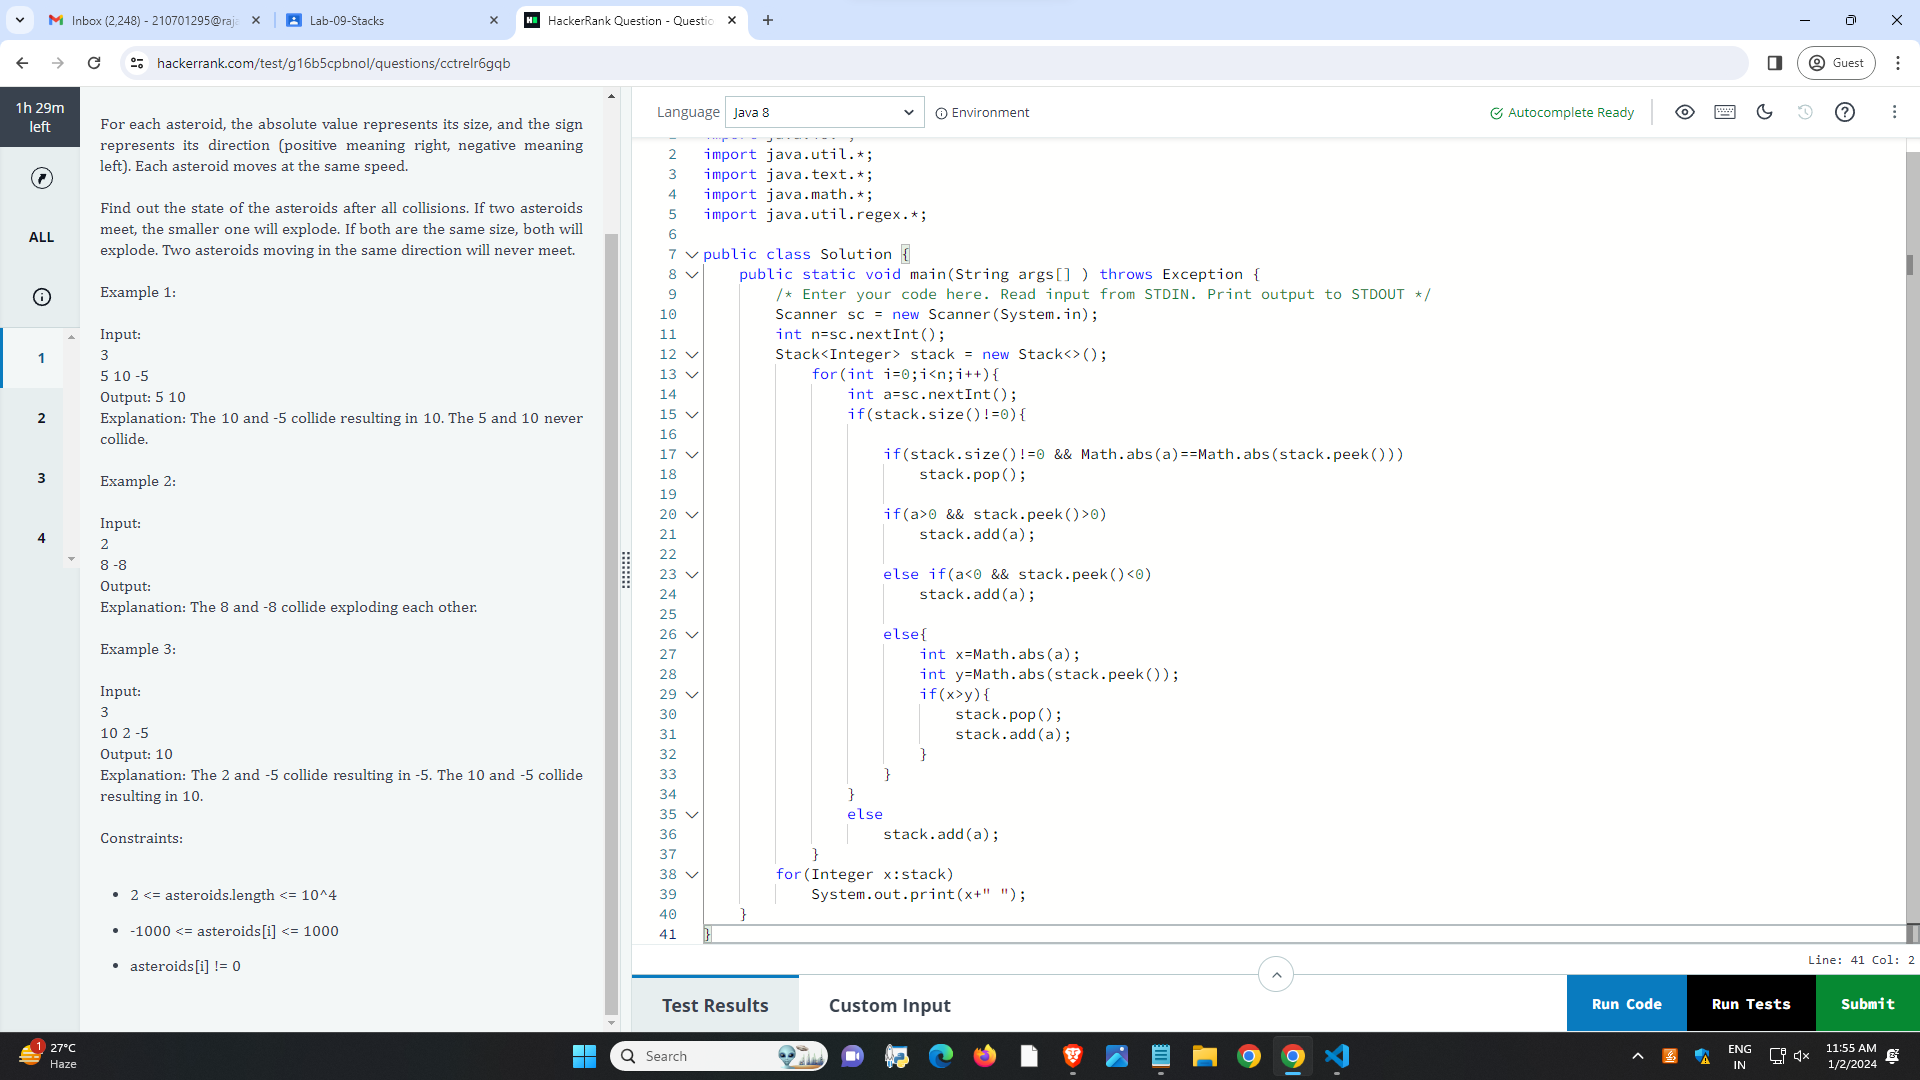 Inbox (2,248) - 210701295@raj
Lab-09-Stacks
HackerRank Question - Questio
hackerrank.com/test/g16b5cpbnol/questions/cctrelr6gqb
Guest
1h 29m
left
ALL
1
2
3
4
For each asteroid, the absolute value represents its size, and the sign
represents its direction (positive meaning right, negative meaning
left). Each asteroid moves at the same speed.
Find out the state of the asteroids after all collisions. If two asteroids
meet, the smaller one will explode. If both are the same size, both will
explode. Two asteroids moving in the same direction will never meet.
Example 1:
Input:
3
5 10 -5
Output: 5 10
Explanation: The 10 and -5 collide resulting in 10. The 5 and 10 never
collide.
Example 2:
Input:
2
8 -8
Output:
Explanation: The 8 and -8 collide exploding each other.
Example 3:
Input:
3
10 2 -5
Output: 10
Explanation: The 2 and -5 collide resulting in -5. The 10 and -5 collide
resulting in 10.
Constraints:
• 2 <= asteroids.length <= 10^4
• -1000 <= asteroids[i] <= 1000
• asteroids[i] != 0
Language Java 8 Environment Autocomplete Ready
2 import java.util.*;
3 import java.text.*;
4 import java.math.*;
5 import java.util.regex.*;
6
7 public class Solution {
8 public static void main(String args[] ) throws Exception {
9 /* Enter your code here. Read input from STDIN. Print output to STDOUT */
10 Scanner sc = new Scanner(System.in);
11 int n=sc.nextInt();
12 Stack<Integer> stack = new Stack<>();
13 for(int i=0;i<n;i++){
14 int a=sc.nextInt();
15 if(stack.size()!=0){
16
17 if(stack.size()!=0 && Math.abs(a)==Math.abs(stack.peek()))
18 stack.pop();
19
20 if(a>0 && stack.peek()>0)
21 stack.add(a);
22
23 else if(a<0 && stack.peek()<0)
24 stack.add(a);
25
26 else{
27 int x=Math.abs(a);
28 int y=Math.abs(stack.peek());
29 if(x>y){
30 stack.pop();
31 stack.add(a);
32 }
33 }
34 }
35 else
36 stack.add(a);
37 }
38 for(Integer x:stack)
39 System.out.print(x+" ");
40 }
41 }
Line: 41 Col: 2
Test Results
Custom Input
Run Code
Run Tests
Submit
1
27°C
Haze
Search
ENG
IN
11:55 AM
1/2/2024